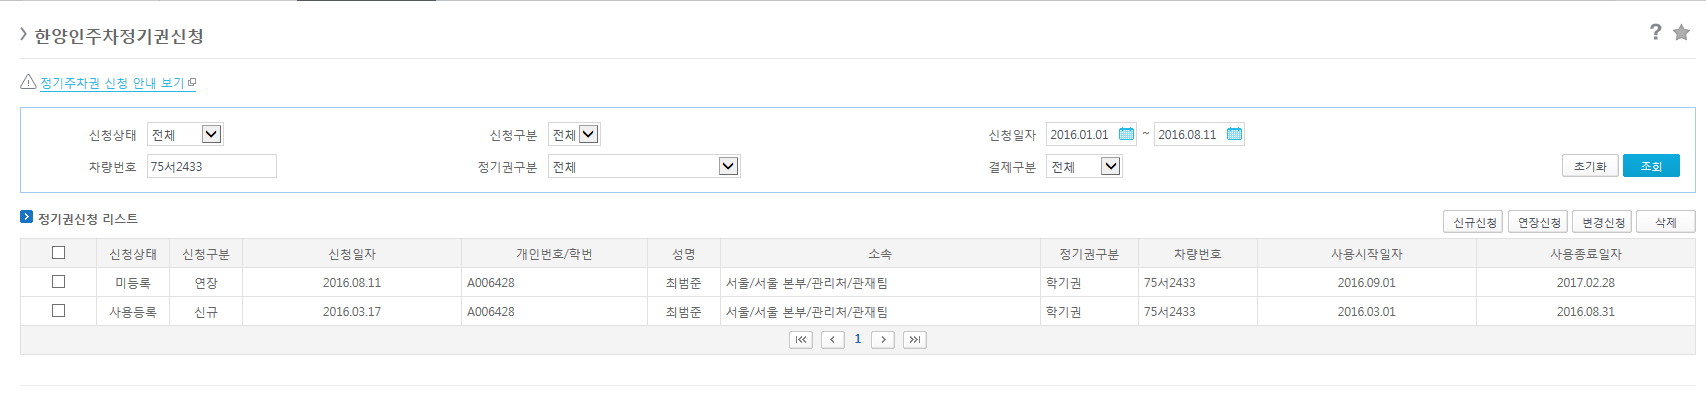 한양인주차정기권신청
?
정기주차권 신청 안내 보기
신청상태 전체 신청구분 전체 신청일자 2016.01.01 ~ 2016.08.11
차량번호 75서2433 정기권구분 전체 결제구분 전체 초기화 조회
정기권신청 리스트 신규신청 연장신청 변경신청 삭제
신청상태 신청구분 신청일자 개인번호/학번 성명 소속 정기권구분 차량번호 사용시작일자 사용종료일자
미등록 연장 2016.08.11 A006428 최범준 서울/서울 본부/관리처/관재팀 학기권 75서2433 2016.09.01 2017.02.28
사용등록 신규 2016.03.17 A006428 최범준 서울/서울 본부/관리처/관재팀 학기권 75서2433 2016.03.01 2016.08.31
1